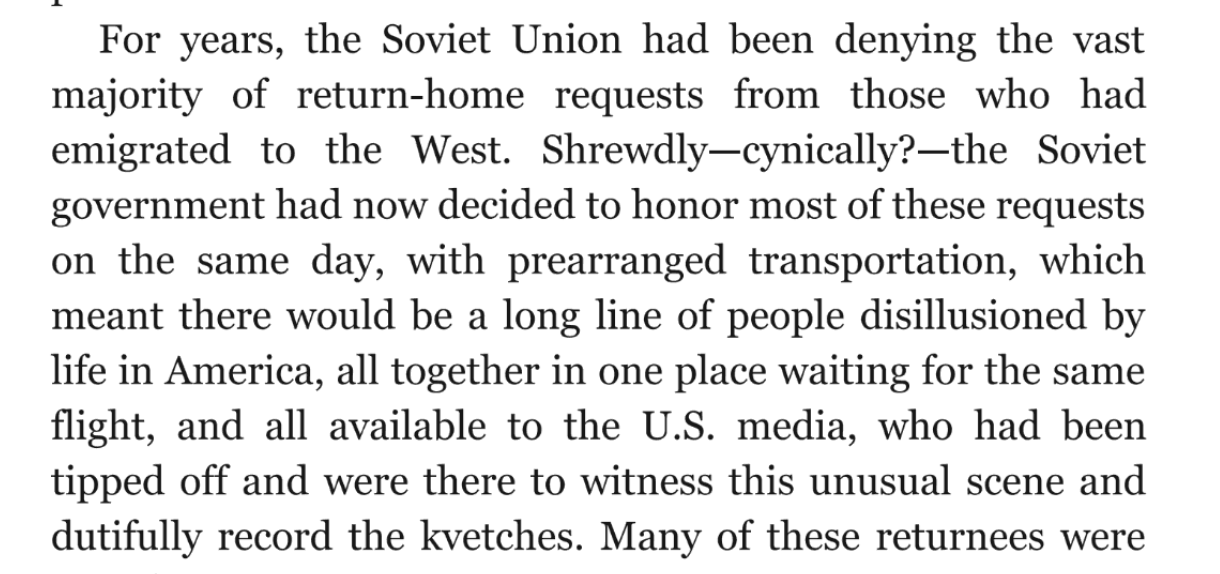 For years, the Soviet Union had been denying the vast
majority of return-home requests from those who had
emigrated to the West. Shrewdly—cynically?—the Soviet
government had now decided to honor most of these requests
on the same day, with prearranged transportation, which
meant there would be a long line of people disillusioned by
life in America, all together in one place waiting for the same
flight, and all available to the U.S. media, who had been
tipped off and were there to witness this unusual scene and
dutifully record the kvetches. Many of these returnees were